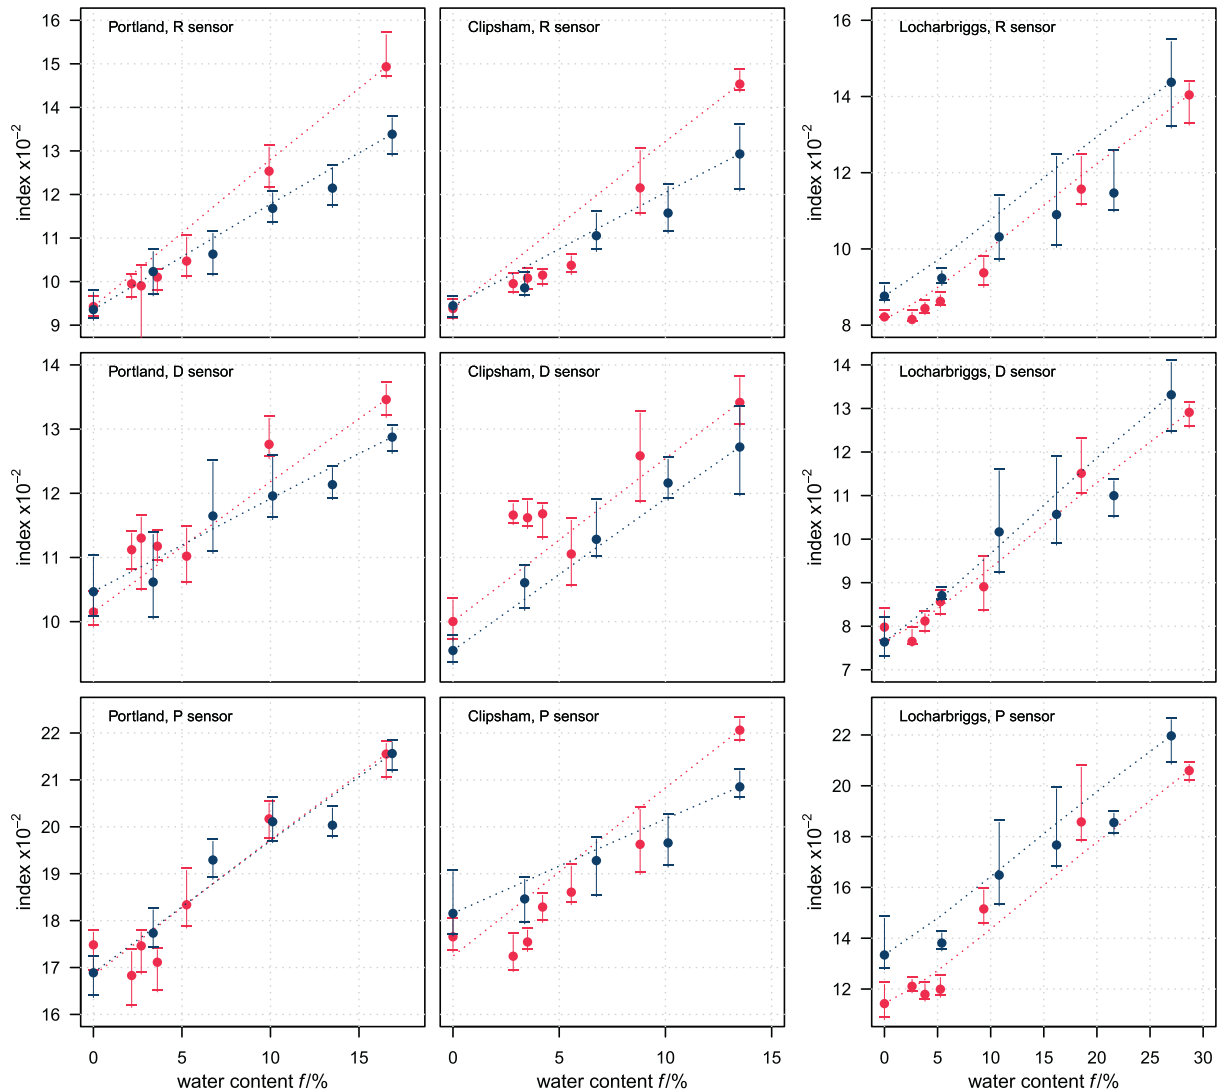 Portland, R sensor
Clipsham, R sensor
Locharbriggs, R sensor
index x10⁻²
16
15
14
13
12
11
10
9
index x10⁻²
16
14
12
10
8
Portland, D sensor
Clipsham, D sensor
Locharbriggs, D sensor
index x10⁻²
14
13
12
11
10
index x10⁻²
14
13
12
11
10
9
8
7
Portland, P sensor
Clipsham, P sensor
Locharbriggs, P sensor
index x10⁻²
22
21
20
19
18
17
16
index x10⁻²
22
20
18
16
14
12
0 5 10 15
0 5 10 15
0 5 10 15 20 25 30
water content f/%
water content f/%
water content f/%